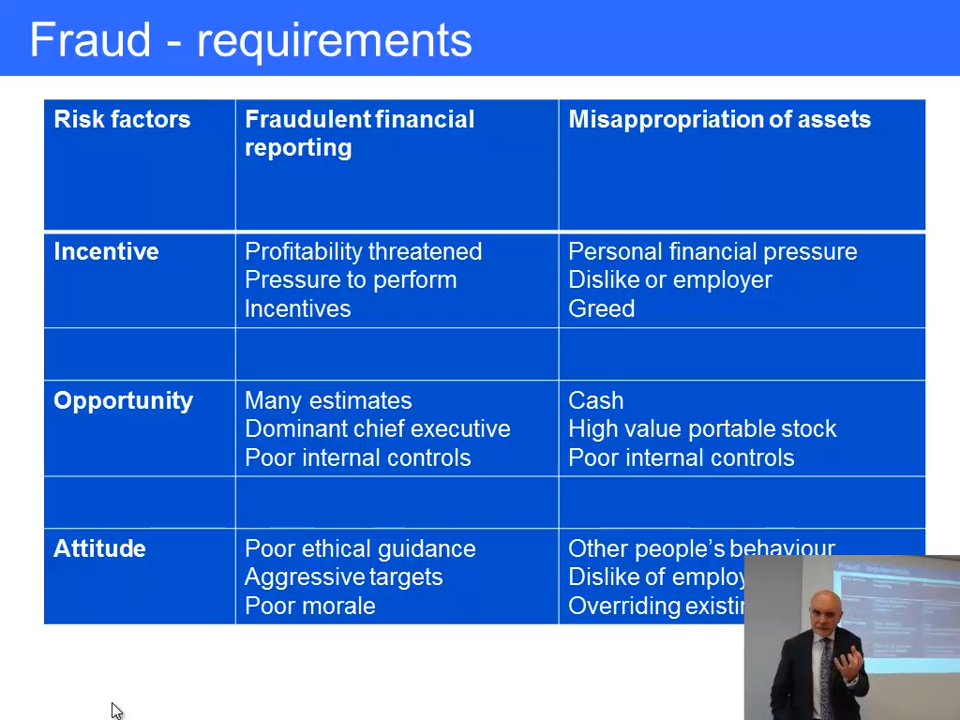 Fraud - requirements
Risk factors
Fraudulent financial
reporting
Misappropriation of assets
Incentive
Profitability threatened
Pressure to perform
Incentives
Personal financial pressure
Dislike or employer
Greed
Opportunity
Many estimates
Dominant chief executive
Poor internal controls
Cash
High value portable stock
Poor internal controls
Attitude
Poor ethical guidance
Aggressive targets
Poor morale
Other people's behaviour
Dislike of
Overriding
Fraud - requirements